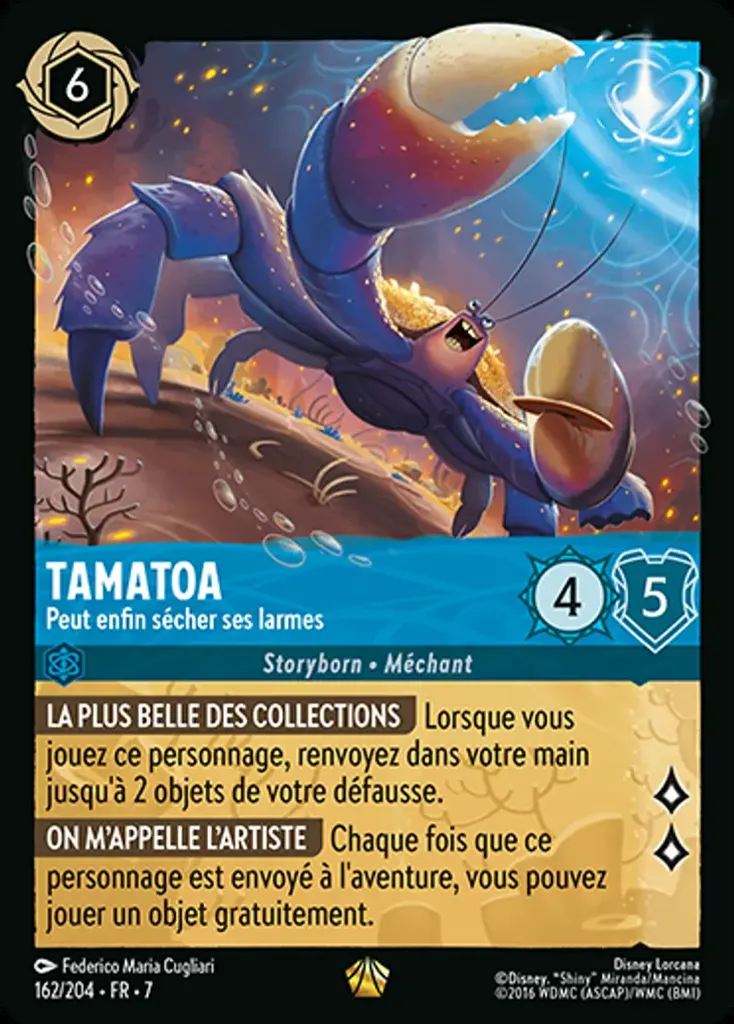 6
TAMATOA
Peut enfin sécher ses larmes
4
5
Storyborn • Méchant
LA PLUS BELLE DES COLLECTIONS Lorsque vous
jouez ce personnage, renvoyez dans votre main
jusqu'à 2 objets de votre défausse.
ON M'APPELLE L'ARTISTE Chaque fois que ce
personnage est envoyé à l'aventure, vous pouvez
jouer un objet gratuitement.
Federico Maria Cugliari
162/204 • FR • 7
Disney Lorcana
©Disney. "Shiny" Miranda/Mancina
©2016 WDMC (ASCAP)/WMC (BMI)